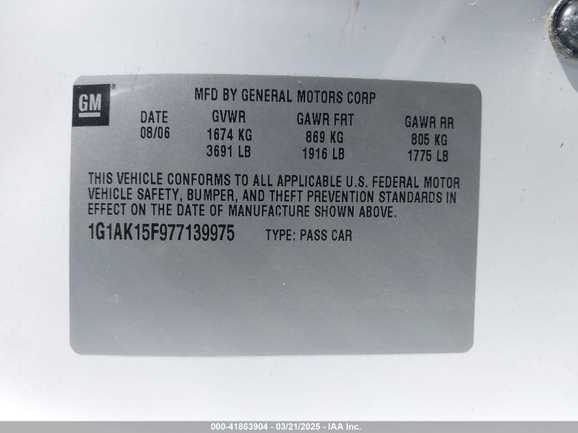 GM
MFD BY GENERAL MOTORS CORP
DATE GVWR GAWR FRT GAWR RR
08/06 1674 KG 869 KG 805 KG
3691 LB 1916 LB 1775 LB
THIS VEHICLE CONFORMS TO ALL APPLICABLE U.S. FEDERAL MOTOR
VEHICLE SAFETY, BUMPER, AND THEFT PREVENTION STANDARDS IN
EFFECT ON THE DATE OF MANUFACTURE SHOWN ABOVE.
1G1AK15F977139975 TYPE: PASS CAR
000-41863904 - 03/21/2025 - IAA Inc.